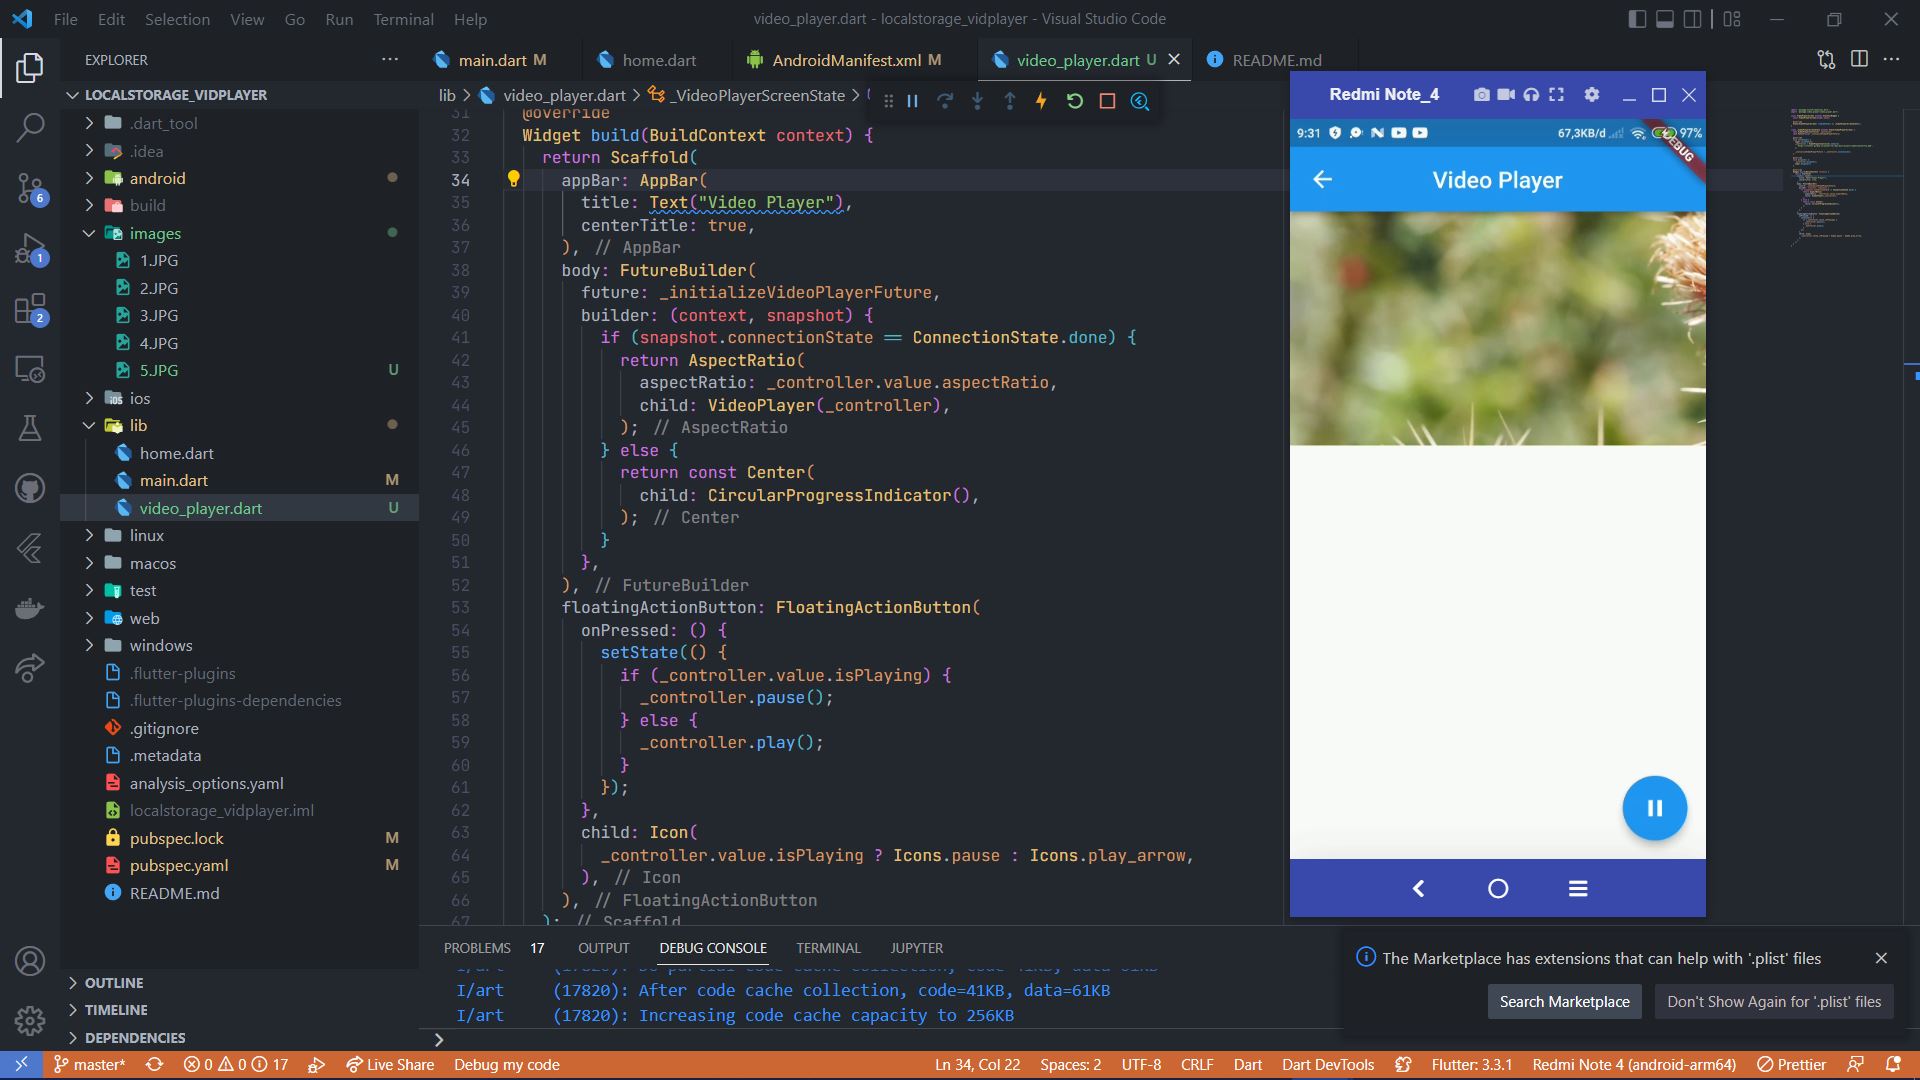 File Edit Selection View Go Run Terminal Help
video_player.dart - localstorage_vidplayer - Visual Studio Code
EXPLORER
LOCALSTORAGE_VIDPLAYER
.dart_tool
.idea
android
build
images
1.JPG
2.JPG
3.JPG
4.JPG
5.JPG U
ios
lib
home.dart
main.dart M
video_player.dart U
linux
macos
test
web
windows
.flutter-plugins
.flutter-plugins-dependencies
.gitignore
.metadata
analysis_options.yaml
localstorage_vidplayer.iml
pubspec.lock M
pubspec.yaml M
README.md
OUTLINE
TIMELINE
DEPENDENCIES
6
1
2
main.dart M
home.dart
AndroidManifest.xml M
video_player.dart U
README.md
lib > video_player.dart > _VideoPlayerScreenState >
31 @override
32 Widget build(BuildContext context) {
33 return Scaffold(
34 appBar: AppBar(
35 title: Text("Video Player"),
36 centerTitle: true,
37 ), // AppBar
38 body: FutureBuilder(
39 future: _initializeVideoPlayerFuture,
40 builder: (context, snapshot) {
41 if (snapshot.connectionState == ConnectionState.done) {
42 return AspectRatio(
43 aspectRatio: _controller.value.aspectRatio,
44 child: VideoPlayer(_controller),
45 ); // AspectRatio
46 } else {
47 return const Center(
48 child: CircularProgressIndicator(),
49 ); // Center
50 }
51 },
52 ), // FutureBuilder
53 floatingActionButton: FloatingActionButton(
54 onPressed: () {
55 setState(() {
56 if (_controller.value.isPlaying) {
57 _controller.pause();
58 } else {
59 _controller.play();
60 }
61 });
62 },
63 child: Icon(
64 _controller.value.isPlaying ? Icons.pause : Icons.play_arrow,
65 ), // Icon
66 ), // FloatingActionButton
67 ); // Scaffold
Redmi Note_4
9:31 67,3KB/d 97%
DEBUG
Video Player
PROBLEMS 17 OUTPUT DEBUG CONSOLE TERMINAL JUPYTER
I/art (17820): After code cache collection, code=41KB, data=61KB
I/art (17820): Increasing code cache capacity to 256KB
The Marketplace has extensions that can help with '.plist' files
Search Marketplace
Don't Show Again for '.plist' files
master* 0 0 17 Live Share Debug my code Ln 34, Col 22 Spaces: 2 UTF-8 CRLF Dart Dart DevTools Flutter: 3.3.1 Redmi Note 4 (android-arm64) Prettier